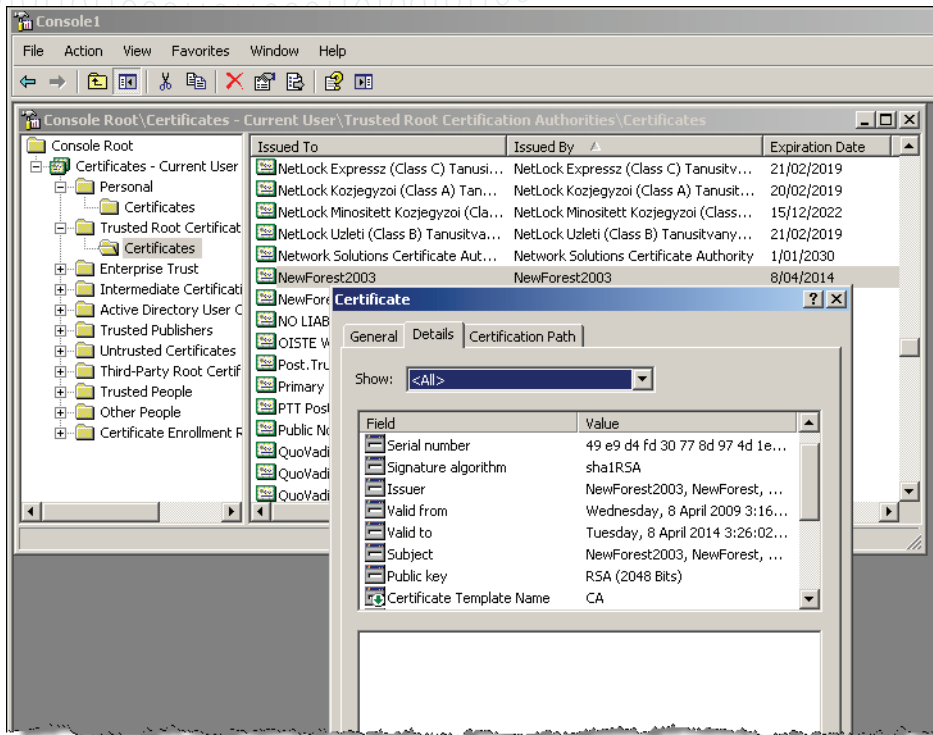 Console1
File Action View Favorites Window Help
Console Root\Certificates - Current User\Trusted Root Certification Authorities\Certificates
Console Root
Certificates - Current User
Personal
Certificates
Trusted Root Certificat
Certificates
Enterprise Trust
Intermediate Certificati
Active Directory User C
Trusted Publishers
Untrusted Certificates
Third-Party Root Certif
Trusted People
Other People
Certificate Enrollment R
Issued To Issued By Expiration Date
NetLock Expressz (Class C) Tanusi... NetLock Expressz (Class C) Tanusitv... 21/02/2019
NetLock Kozjegyzoi (Class A) Tan... NetLock Kozjegyzoi (Class A) Tanusit... 20/02/2019
NetLock Minositett Kozjegyzoi (Cla... NetLock Minositett Kozjegyzoi (Class... 15/12/2022
NetLock Uzleti (Class B) Tanusitva... NetLock Uzleti (Class B) Tanusitvany... 21/02/2019
Network Solutions Certificate Aut... Network Solutions Certificate Authority 1/01/2030
NewForest2003 NewForest2003 8/04/2014
NewFore
NO LIAB
OISTE W
Post.Tru
Primary
PTT Post
Public No
QuoVadi
QuoVadi
QuoVadi
Certificate
General Details Certification Path
Show: <All>
Field Value
Serial number 49 e9 d4 fd 30 77 8d 97 4d 1e...
Signature algorithm sha1RSA
Issuer NewForest2003, NewForest, ...
Valid from Wednesday, 8 April 2009 3:16...
Valid to Tuesday, 8 April 2014 3:26:02...
Subject NewForest2003, NewForest, ...
Public key RSA (2048 Bits)
Certificate Template Name CA